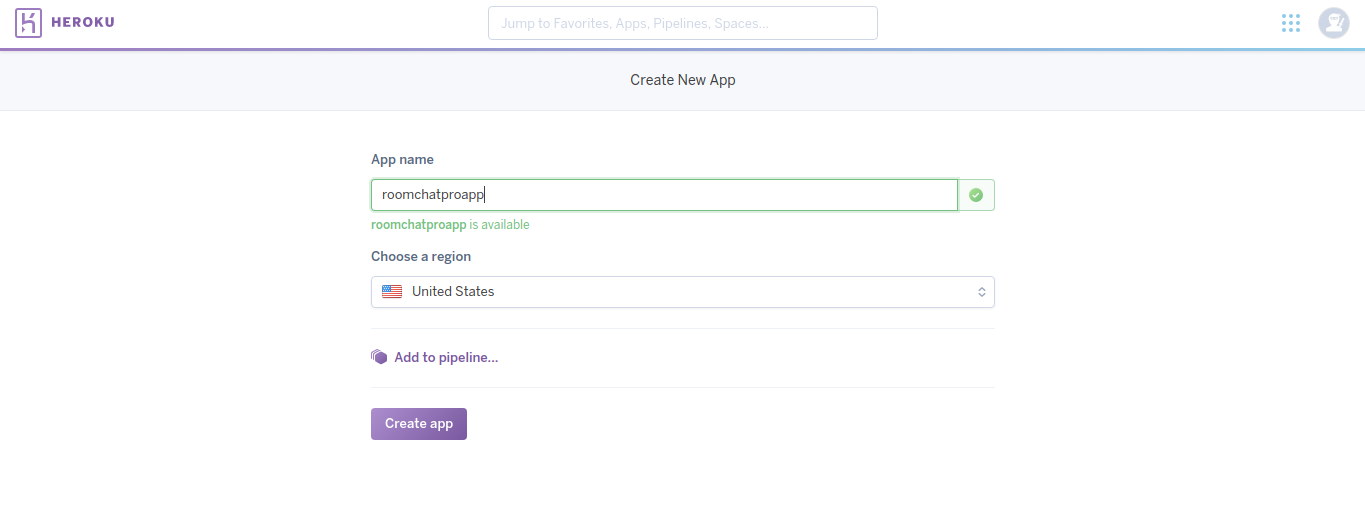 HEROKU
Jump to Favorites, Apps, Pipelines, Spaces...
Create New App
App name
roomchatproapp
roomchatproapp is available
Choose a region
United States
Add to pipeline...
Create app